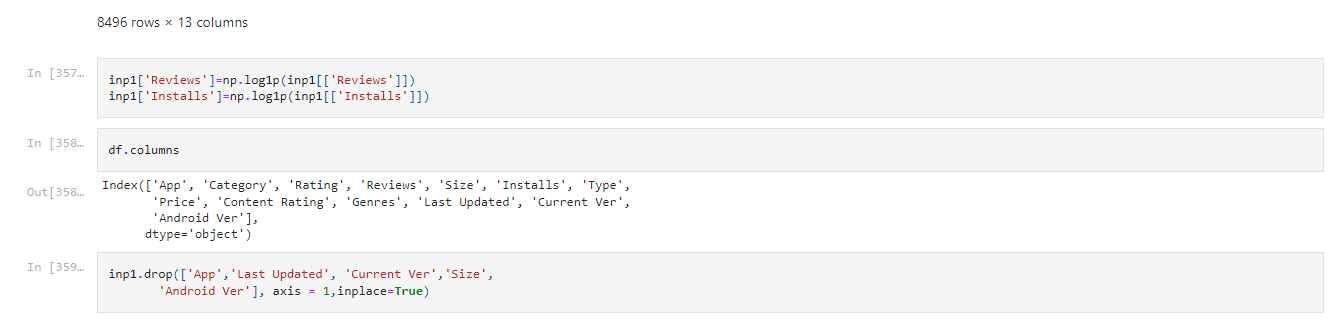 8496 rows × 13 columns
In [357…
inp1['Reviews']=np.log1p(inp1[['Reviews']])
inp1['Installs']=np.log1p(inp1[['Installs']])
In [358…
df.columns
Out[358…
Index(['App', 'Category', 'Rating', 'Reviews', 'Size', 'Installs', 'Type',
'Price', 'Content Rating', 'Genres', 'Last Updated', 'Current Ver',
'Android Ver'],
dtype='object')
In [359…
inp1.drop(['App','Last Updated', 'Current Ver','Size',
'Android Ver'], axis = 1,inplace=True)